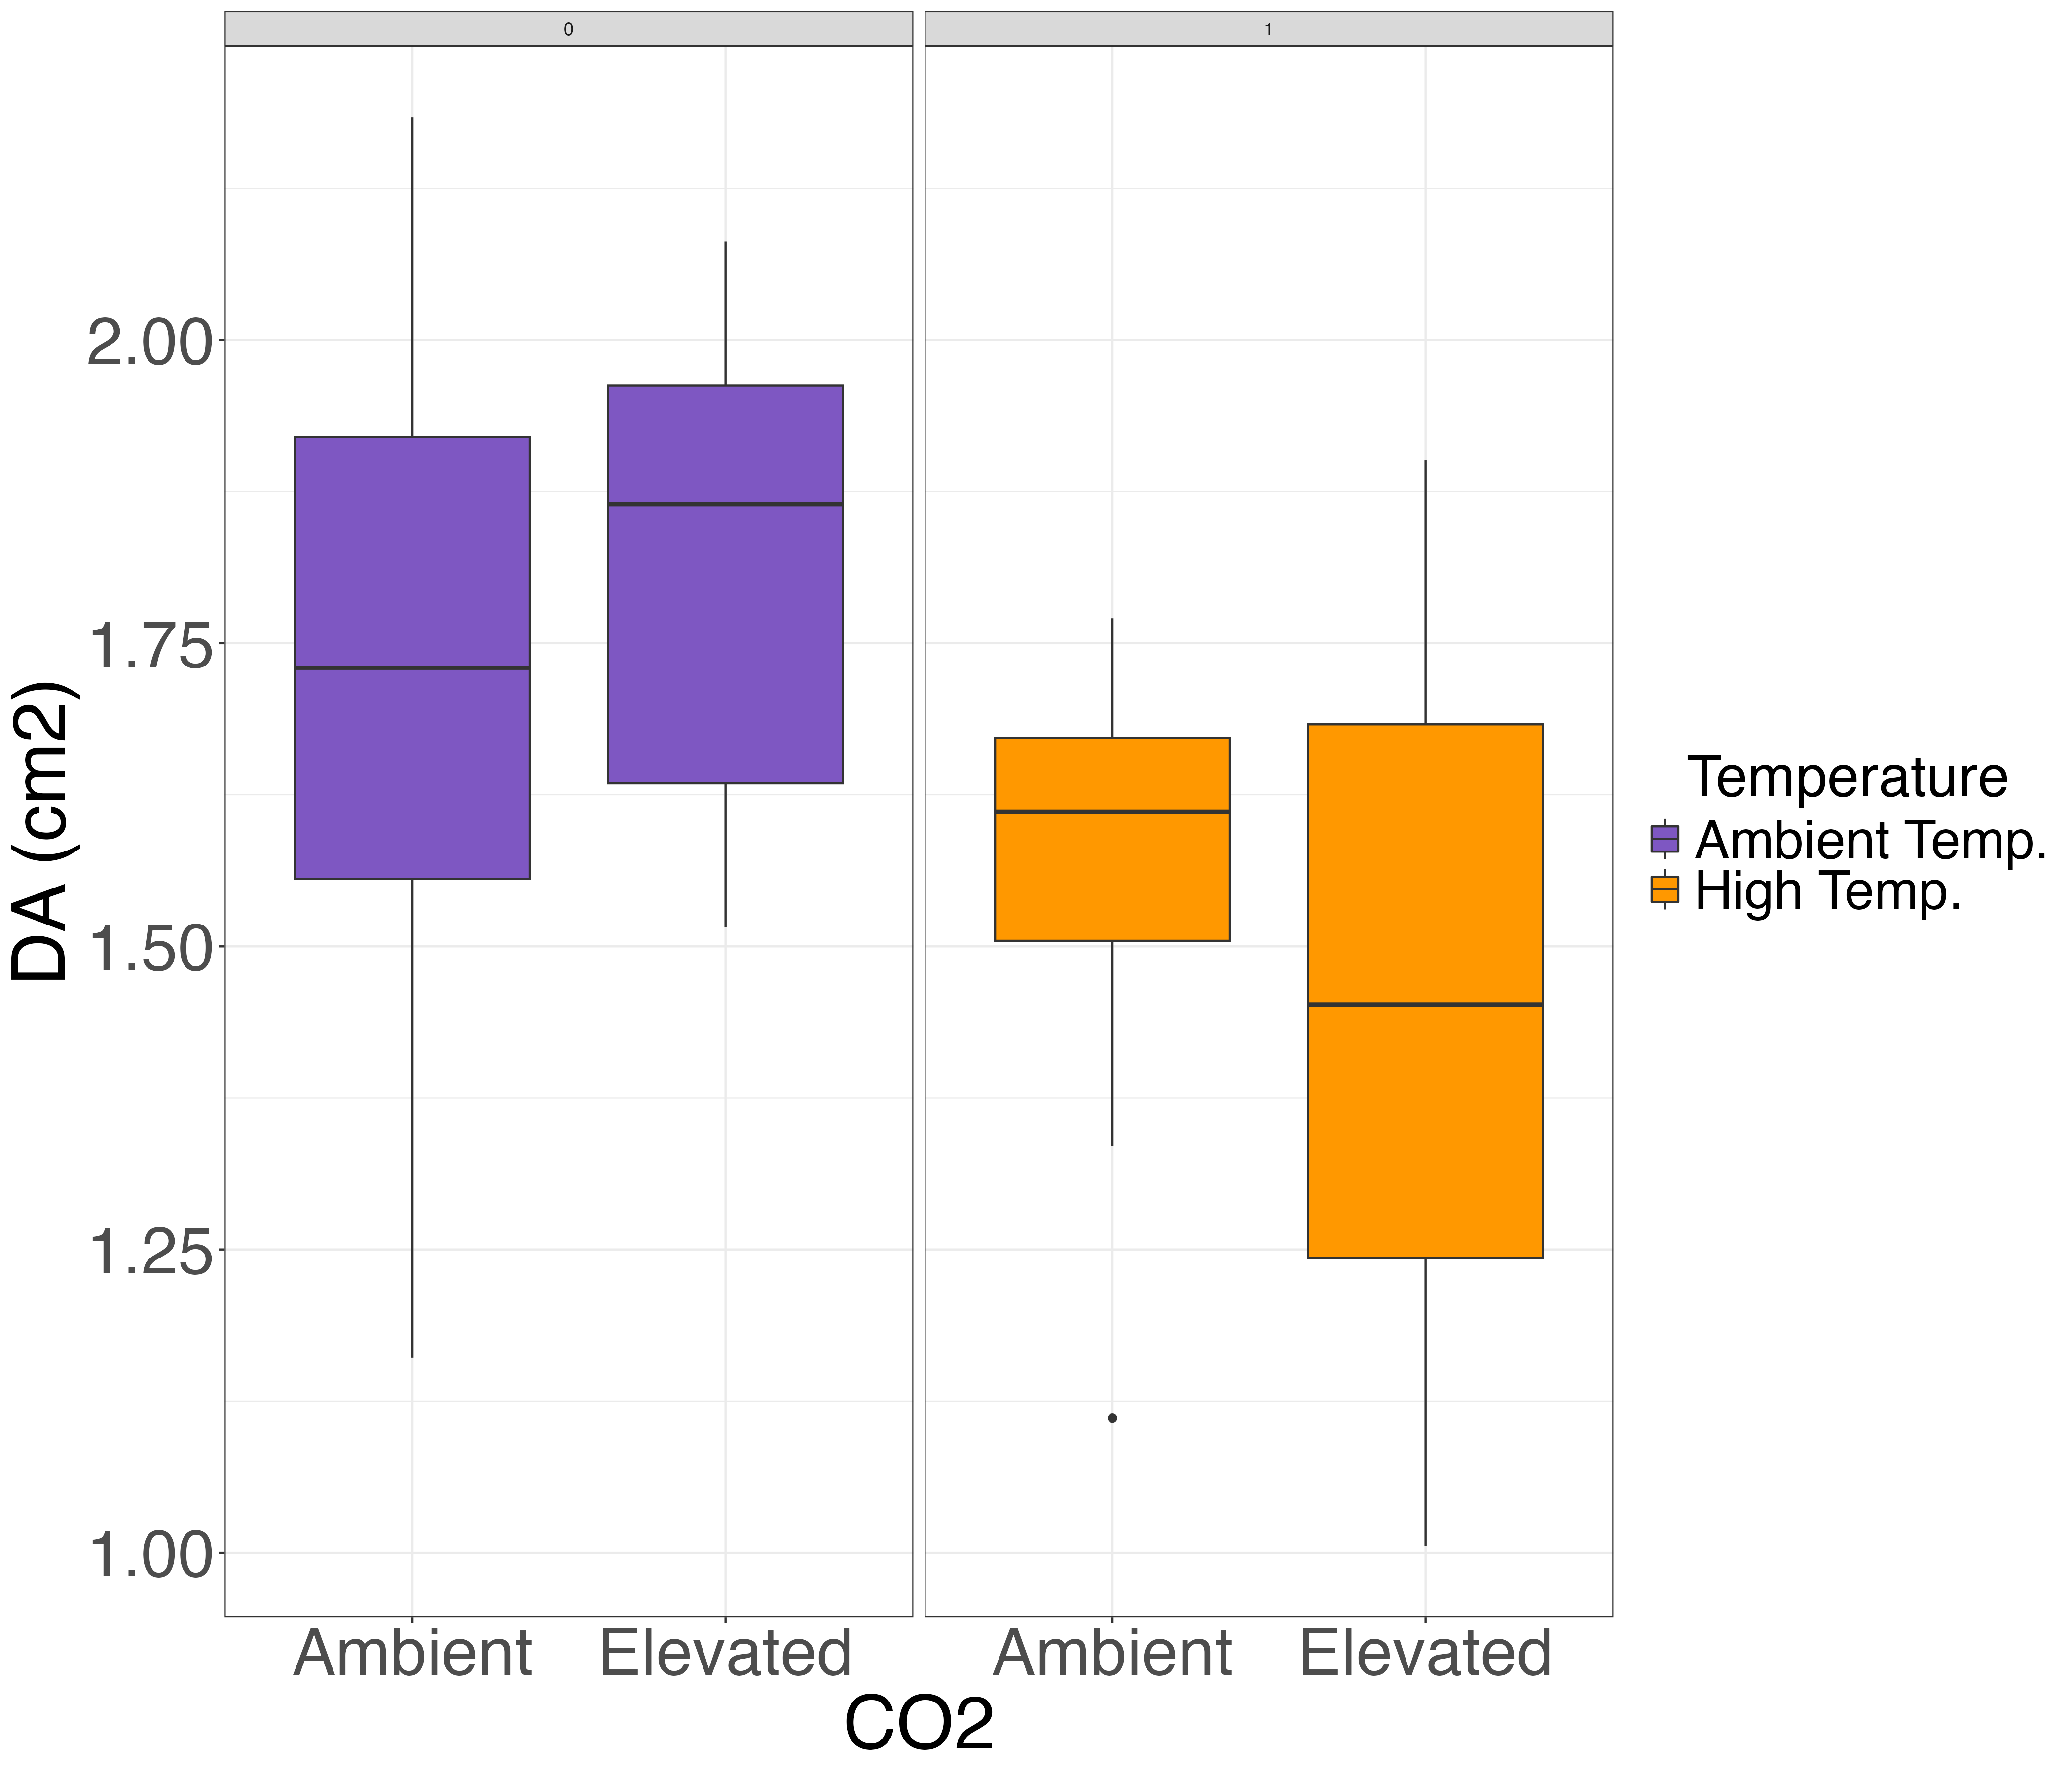 0 1
DA (cm2)
2.00
1.75
1.50
1.25
1.00
Ambient Elevated Ambient Elevated
CO2
Temperature
Ambient Temp.
High Temp.